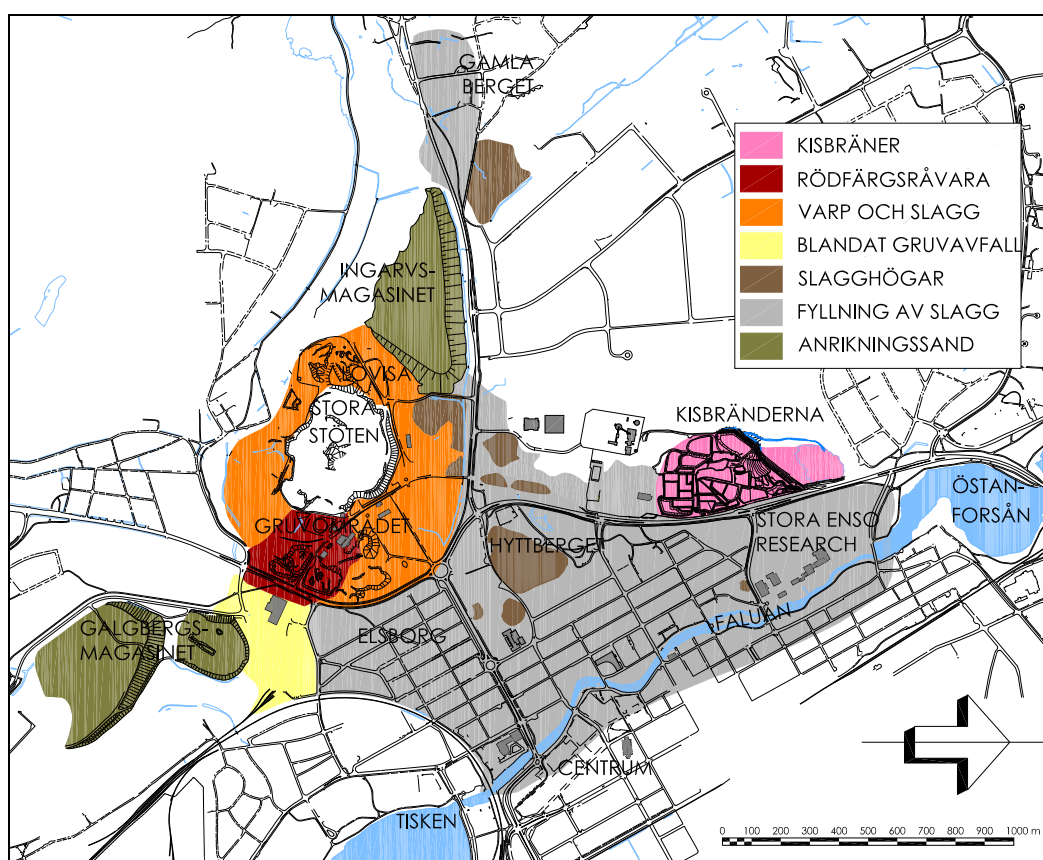 GAMLA
BERGET
KISBRÄNER
RÖDFÄRGSRÅVARA
VARP OCH SLAGG
BLANDAT GRUVAVFALL
SLAGGHÖGAR
FYLLNING AV SLAGG
ANRIKNINGSSAND
INGARVS-
MAGASINET
NOVISA
STORA
STÖTEN
KISBRÄNDERNA
GRUVOMRÅDET
HYTTBERGET
STORA ENSO
RESEARCH
ÖSTAN-
FORSÅN
GALGBERGS-
MAGASINET
ELSBORG
FALUÅN
CENTRUM
TISKEN
0 100 200 300 400 500 600 700 800 900 1000 m